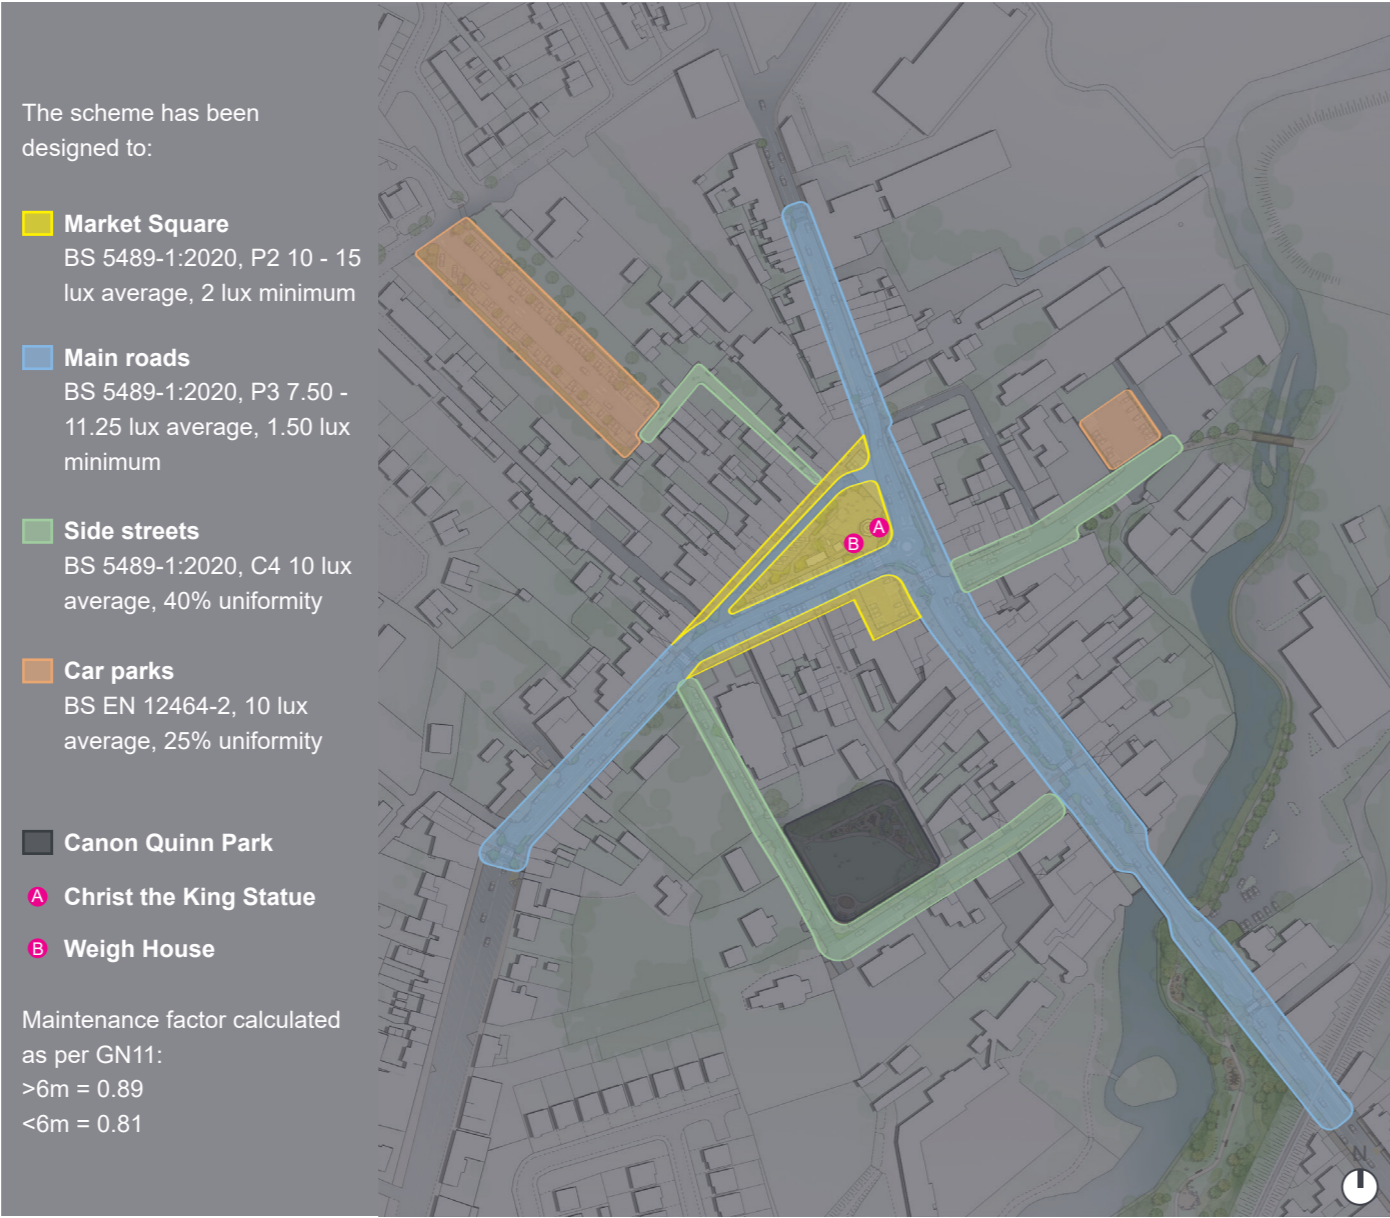 The scheme has been
designed to:
Market Square
BS 5489-1:2020, P2 10 - 15
lux average, 2 lux minimum
Main roads
BS 5489-1:2020, P3 7.50 -
11.25 lux average, 1.50 lux
minimum
Side streets
BS 5489-1:2020, C4 10 lux
average, 40% uniformity
Car parks
BS EN 12464-2, 10 lux
average, 25% uniformity
Canon Quinn Park
A Christ the King Statue
B Weigh House
Maintenance factor calculated
as per GN11:
>6m = 0.89
<6m = 0.81
A
B
N